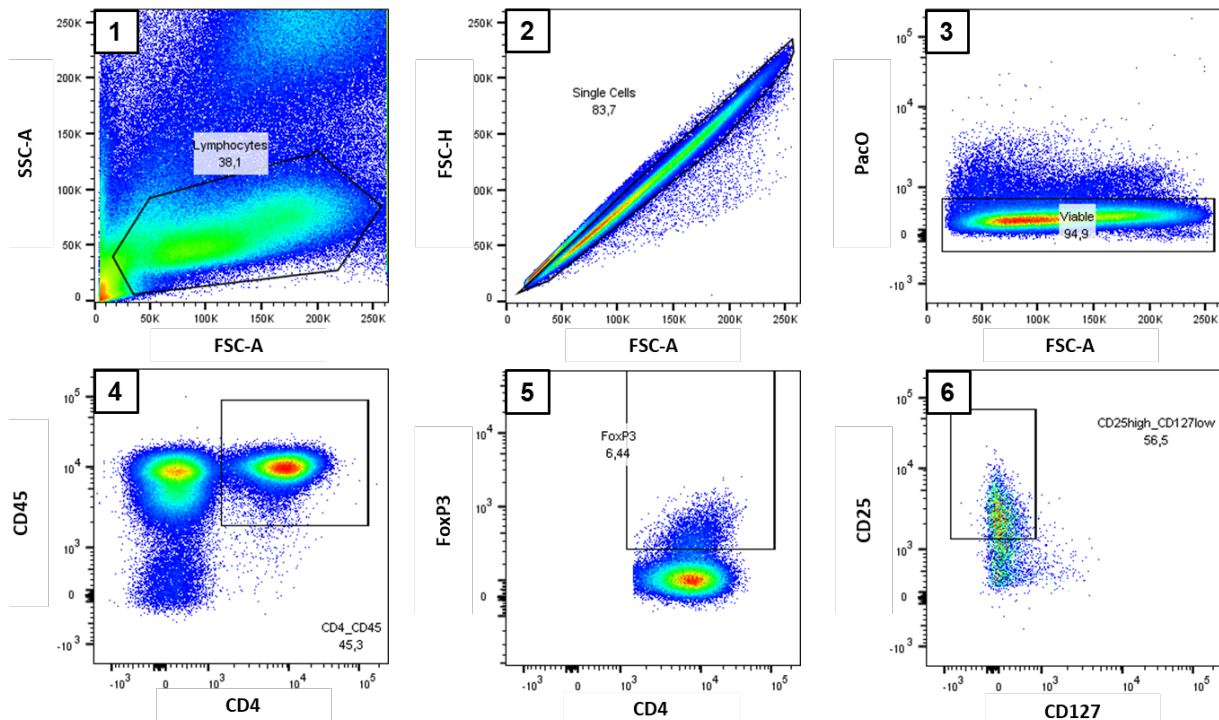 1
250K
200K
150K
100K
50K
0
Lymphocytes
38,1
SSC-A
0
50K
100K
150K
200K
250K
FSC-A
2
250K
00K
50K
00K
50K
0
Single Cells
83,7
FSC-H
0
50K
100K
150K
200K
250K
FSC-A
3
10^5
10^4
10^3
0
-10^3
Viable
94,9
PacO
0
50K
100K
150K
200K
250K
FSC-A
4
10^5
10^4
10^3
0
-10^3
CD4_CD45
45,3
CD45
-10^3
0
10^3
10^4
10^5
CD4
5
10^4
10^3
0
FoxP3
6,44
FoxP3
10^3
10^4
10^5
CD4
6
10^5
10^4
10^3
0
-10^3
CD25high_CD127low
56,5
CD25
-10^3
0
10^3
10^4
10^5
CD127